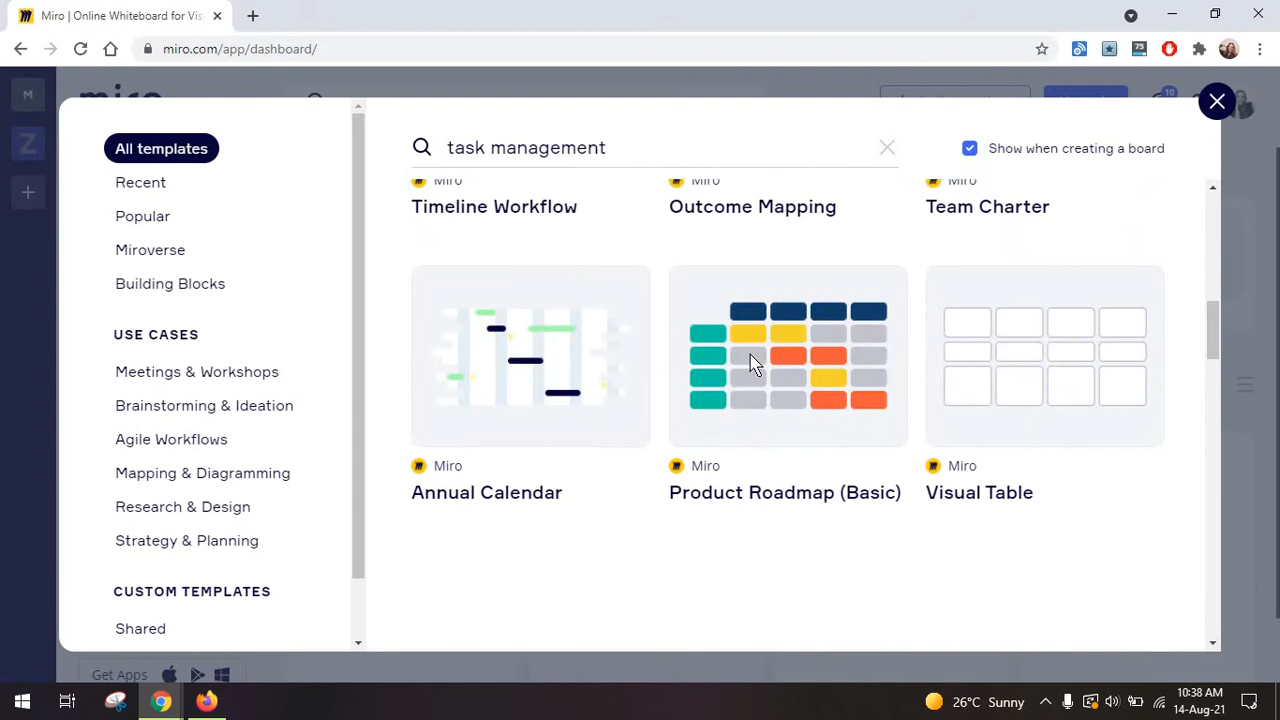 Miro | Online Whiteboard for Vis
miro.com/app/dashboard/
75
M
miro
10
Z
All templates
Recent
Popular
Miroverse
Building Blocks
USE CASES
Meetings & Workshops
Brainstorming & Ideation
Agile Workflows
Mapping & Diagramming
Research & Design
Strategy & Planning
CUSTOM TEMPLATES
Shared
Get Apps
task management
Show when creating a board
Miro
Timeline Workflow
Miro
Outcome Mapping
Miro
Team Charter
Miro
Annual Calendar
Miro
Product Roadmap (Basic)
Miro
Visual Table
26°C Sunny
10:38 AM
14-Aug-21